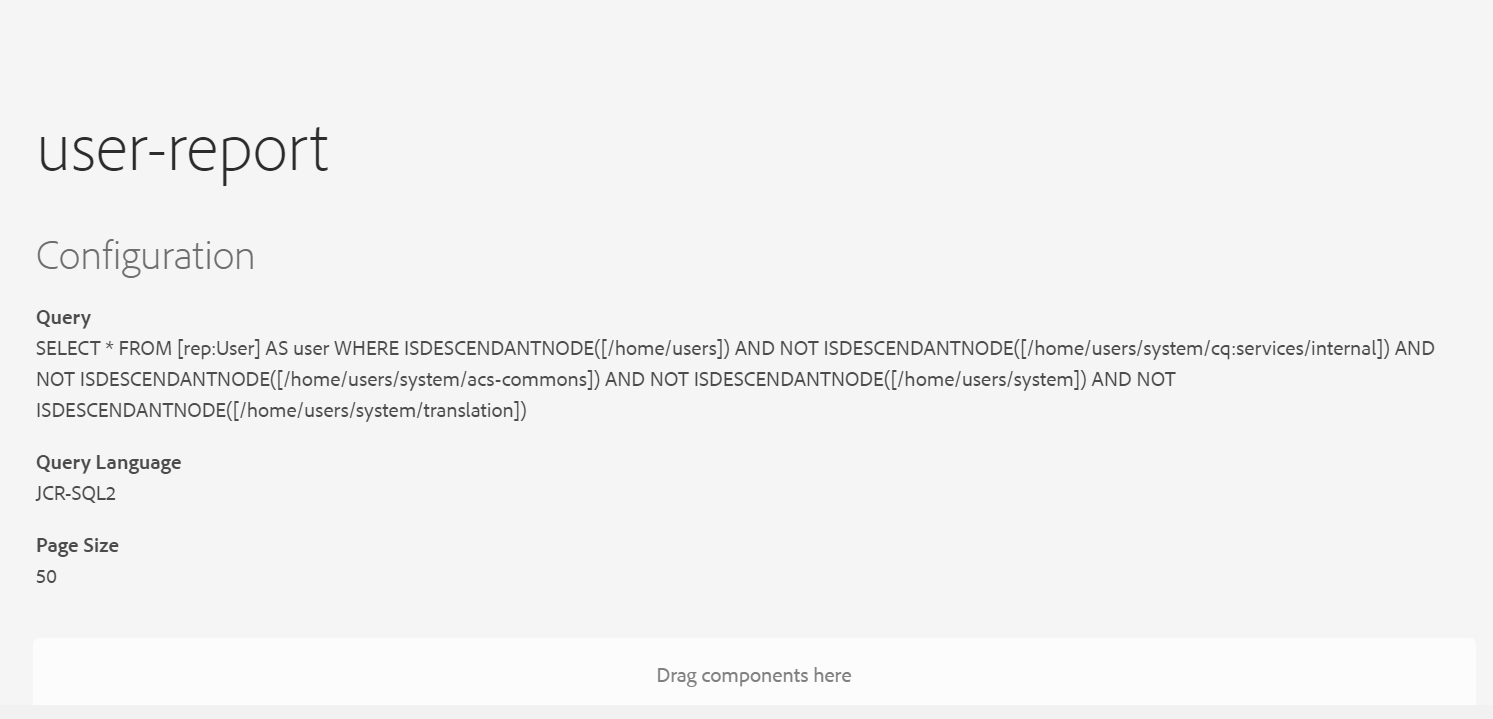 user-report
Configuration
Query
SELECT * FROM [rep:User] AS user WHERE ISDESCENDANTNODE([/home/users]) AND NOT ISDESCENDANTNODE([/home/users/system/cq:services/internal]) AND
NOT ISDESCENDANTNODE([/home/users/system/acs-commons]) AND NOT ISDESCENDANTNODE([/home/users/system]) AND NOT
ISDESCENDANTNODE([/home/users/system/translation])
Query Language
JCR-SQL2
Page Size
50
Drag components here